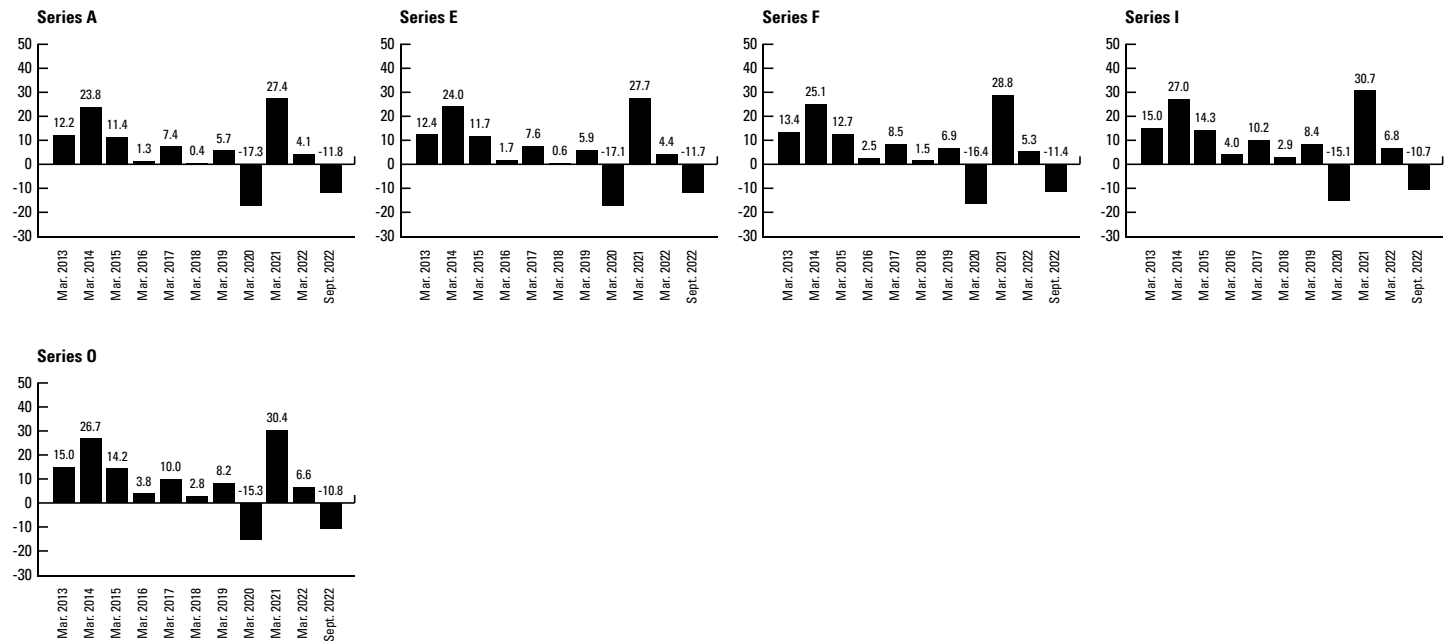 Series A
50
40
30
20
10
0
-10
-20
-30
12.2
23.8
11.4
1.3
7.4
0.4
5.7
-17.3
27.4
4.1
-11.8
Mar. 2013
Mar. 2014
Mar. 2015
Mar. 2016
Mar. 2017
Mar. 2018
Mar. 2019
Mar. 2020
Mar. 2021
Mar. 2022
Sept. 2022
Series E
50
40
30
20
10
0
-10
-20
-30
12.4
24.0
11.7
1.7
7.6
0.6
5.9
-17.1
27.7
4.4
-11.7
Mar. 2013
Mar. 2014
Mar. 2015
Mar. 2016
Mar. 2017
Mar. 2018
Mar. 2019
Mar. 2020
Mar. 2021
Mar. 2022
Sept. 2022
Series F
50
40
30
20
10
0
-10
-20
-30
13.4
25.1
12.7
2.5
8.5
1.5
6.9
-16.4
28.8
5.3
-11.4
Mar. 2013
Mar. 2014
Mar. 2015
Mar. 2016
Mar. 2017
Mar. 2018
Mar. 2019
Mar. 2020
Mar. 2021
Mar. 2022
Sept. 2022
Series I
50
40
30
20
10
0
-10
-20
-30
15.0
27.0
14.3
4.0
10.2
2.9
8.4
-15.1
30.7
6.8
-10.7
Mar. 2013
Mar. 2014
Mar. 2015
Mar. 2016
Mar. 2017
Mar. 2018
Mar. 2019
Mar. 2020
Mar. 2021
Mar. 2022
Sept. 2022
Series O
50
40
30
20
10
0
-10
-20
-30
15.0
26.7
14.2
3.8
10.0
2.8
8.2
-15.3
30.4
6.6
-10.8
Mar. 2013
Mar. 2014
Mar. 2015
Mar. 2016
Mar. 2017
Mar. 2018
Mar. 2019
Mar. 2020
Mar. 2021
Mar. 2022
Sept. 2022